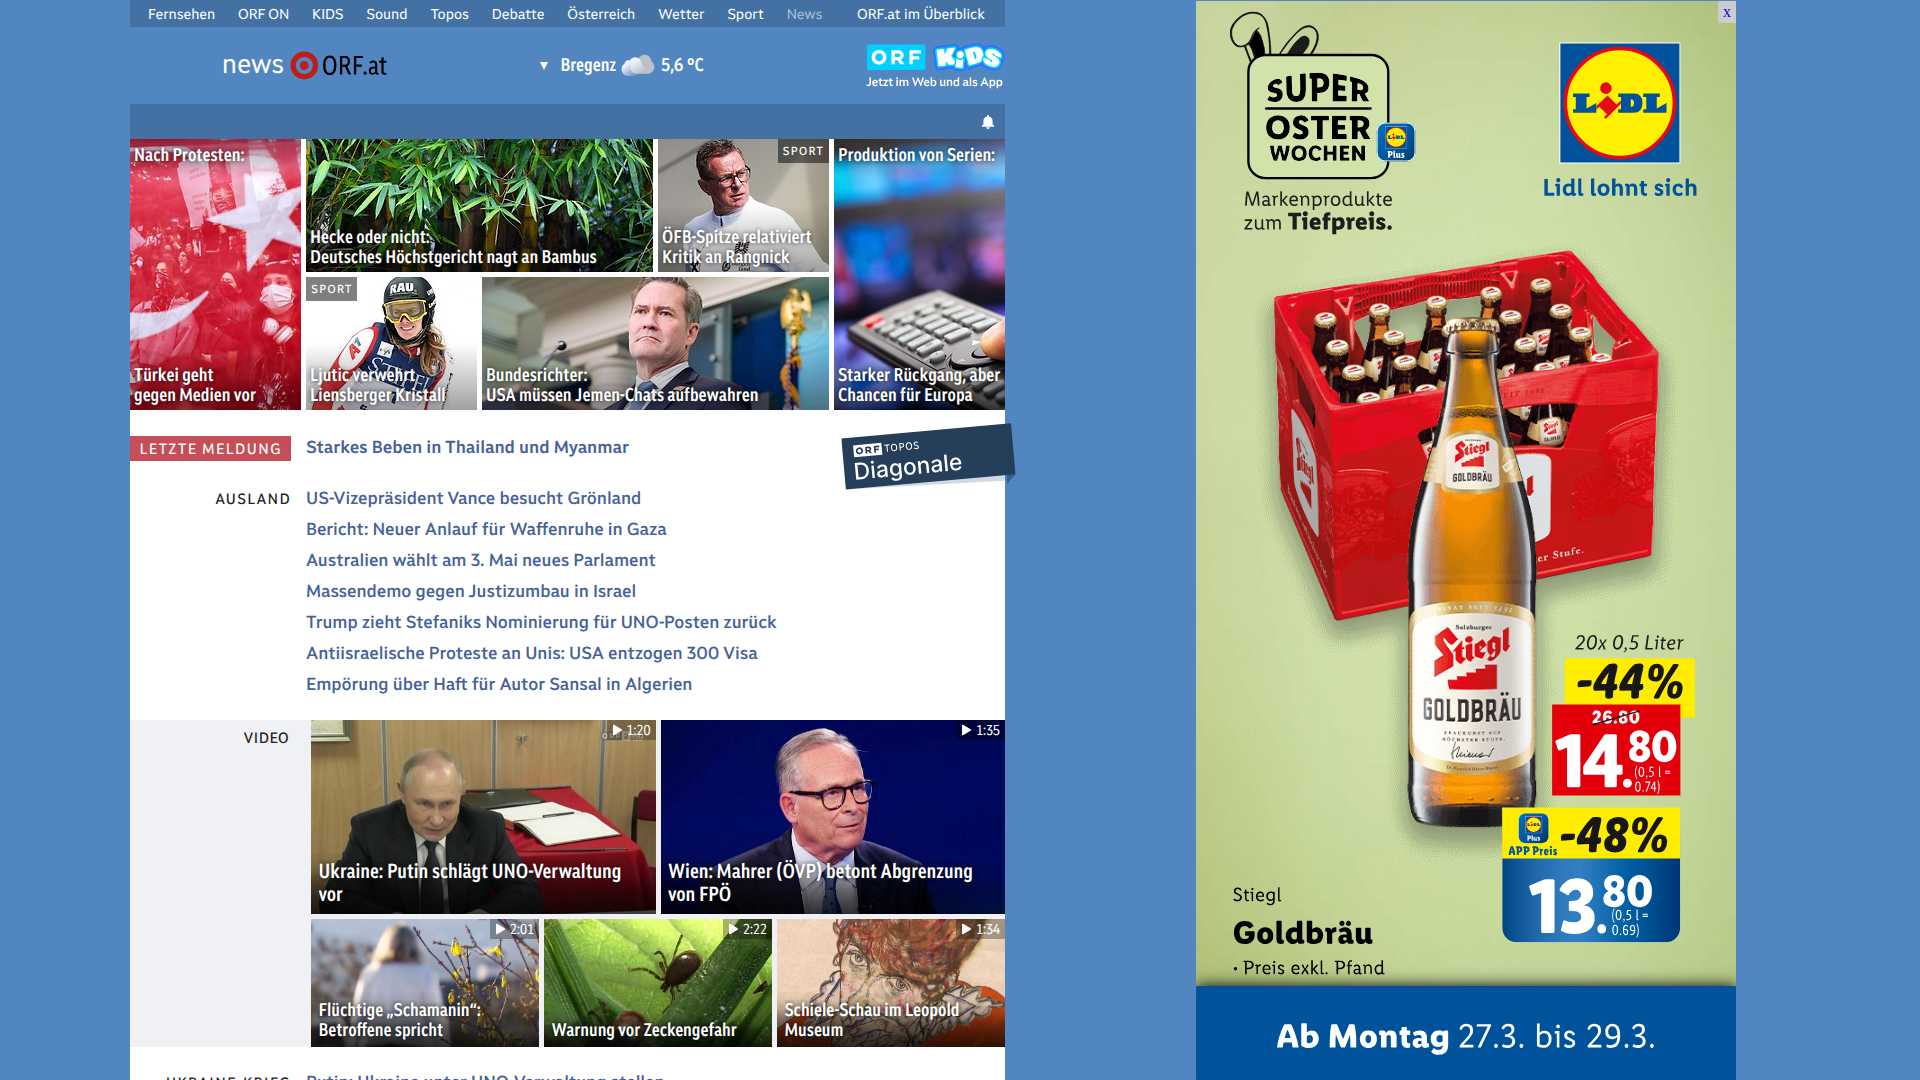 Fernsehen ORF ON KIDS Sound Topos Debatte Österreich Wetter Sport News ORF.at im Überblick
news ORF.at
Bregenz 5,6 °C
ORF KiDS
Jetzt im Web und als App
Nach Protesten:
Türkei geht
gegen Medien vor
Hecke oder nicht:
Deutsches Höchstgericht nagt an Bambus
SPORT
ÖFB-Spitze relativiert
Kritik an Rangnick
Produktion von Serien:
Starker Rückgang, aber
Chancen für Europa
SPORT
RAU
Ljutic verwehrt
Liensberger Kristall
Bundesrichter:
USA müssen Jemen-Chats aufbewahren
LETZTE MELDUNG
Starkes Beben in Thailand und Myanmar
ORF TOPOS
Diagonale
AUSLAND
US-Vizepräsident Vance besucht Grönland
Bericht: Neuer Anlauf für Waffenruhe in Gaza
Australien wählt am 3. Mai neues Parlament
Massendemo gegen Justizumbau in Israel
Trump zieht Stefaniks Nominierung für UNO-Posten zurück
Antiisraelische Proteste an Unis: USA entzogen 300 Visa
Empörung über Haft für Autor Sansal in Algerien
VIDEO
1:20
Ukraine: Putin schlägt UNO-Verwaltung
vor
1:35
Wien: Mahrer (ÖVP) betont Abgrenzung
von FPÖ
2:01
Flüchtige „Schamanin“:
Betroffene spricht
2:22
Warnung vor Zeckengefahr
1:34
Schiele-Schau im Leopold
Museum
x
SUPER
OSTER
WOCHEN
LiDL
Plus
Markenprodukte
zum Tiefpreis.
LiDL
Lidl lohnt sich
Stiegl
GOLDBRÄU
er Stufe.
Salzburger
Stiegl
GOLDBRÄU
BRAUKUNST AUF
HÖCHSTER STUFE.
20x 0,5 Liter
-44%
26.80
14.80
(0,5 l =
0.74)
LiDL
Plus
APP Preis
-48%
13.80
(0,5 l =
0.69)
Stiegl
Goldbräu
• Preis exkl. Pfand
Ab Montag 27.3. bis 29.3.